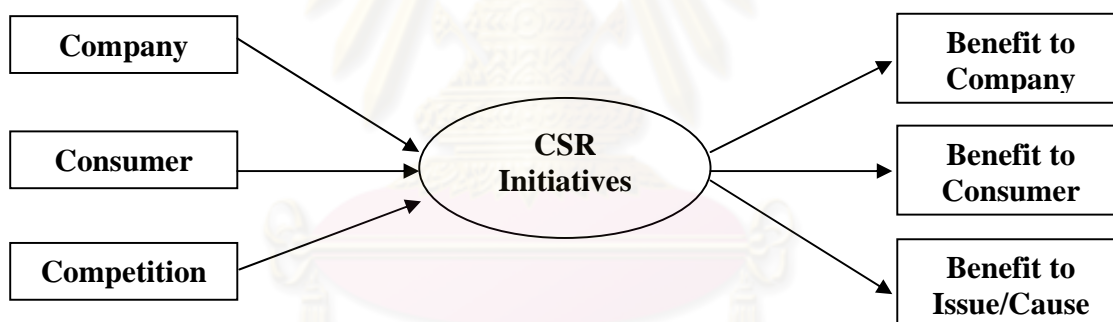 Company
Consumer
Competition
CSR
Initiatives
Benefit to
Company
Benefit to
Consumer
Benefit to
Issue/Cause